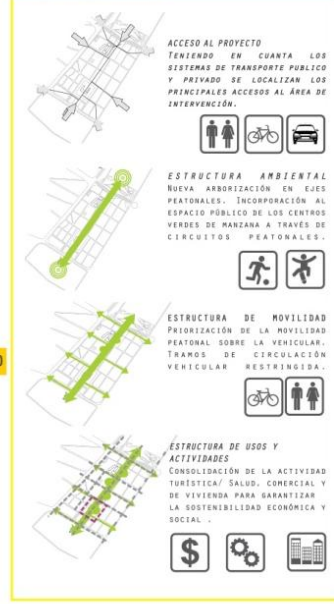 ACCESO AL PROYECTO
TENIENDO EN CUANTA LOS
SISTEMAS DE TRANSPORTE PUBLICO
Y PRIVADO SE LOCALIZAN LOS
PRINCIPALES ACCESOS AL ÁREA DE
INTERVENCIÓN.
ESTRUCTURA AMBIENTAL
NUEVA ARBORIZACIÓN EN EJES
PEATONALES. INCORPORACIÓN AL
ESPACIO PÚBLICO DE LOS CENTROS
VERDES DE MANZANA A TRAVÉS DE
CIRCUITOS PEATONALES.
ESTRUCTURA DE MOVILIDAD
PRIORIZACIÓN DE LA MOVILIDAD
PEATONAL SOBRE LA VEHICULAR.
TRAMOS DE CIRCULACIÓN
VEHICULAR RESTRINGIDA.
ESTRUCTURA DE USOS Y
ACTIVIDADES
CONSOLIDACIÓN DE LA ACTIVIDAD
TURÍSTICA/ SALUD. COMERCIAL Y
DE VIVIENDA PARA GARANTIZAR
LA SOSTENIBILIDAD ECONÓMICA Y
SOCIAL .
$